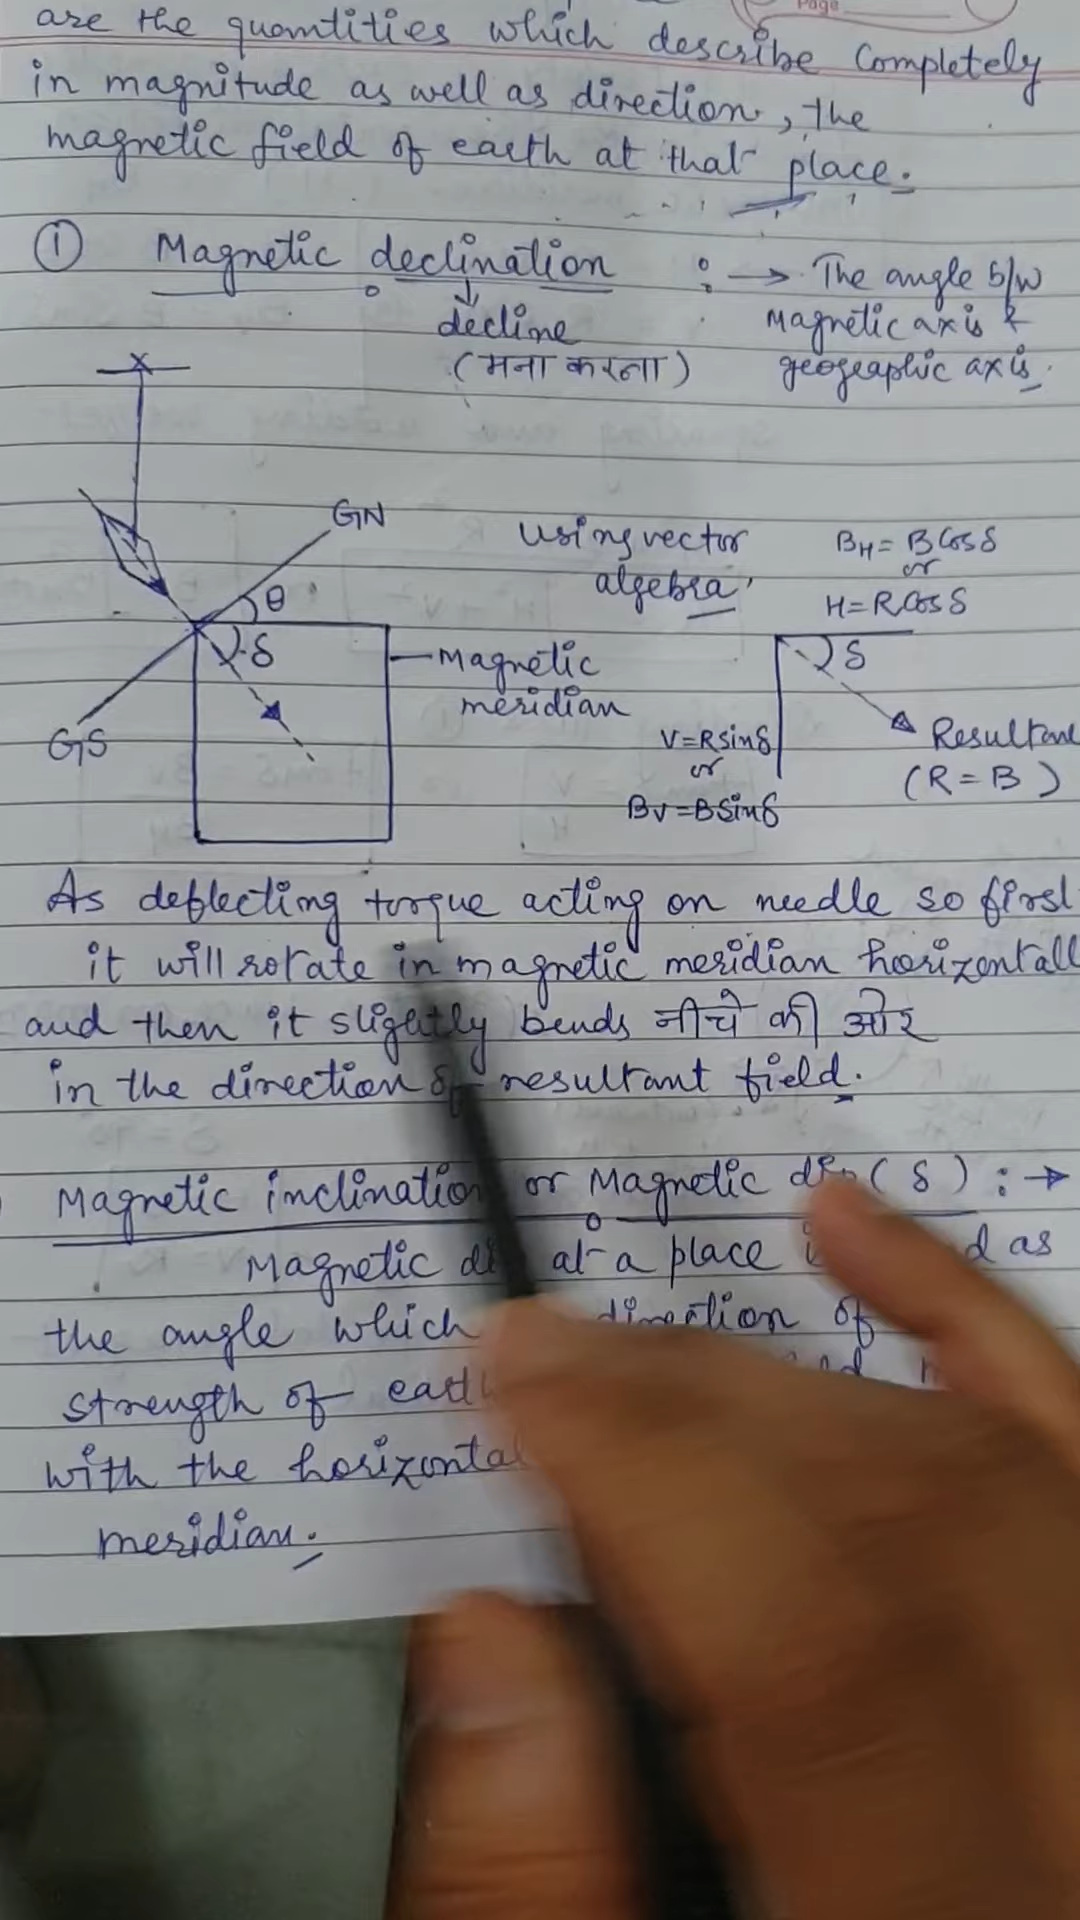 Page
are the quantities which describe completely
in magnitude as well as direction, the
magnetic field of earth at that place.
① Magnetic declination : → The angle b/w
decline magnetic axis &
(मना करना) geographic axis.
GN
Using vector BH = B cos δ
algebra, or
H = R cos δ
θ
δ
Magnetic
meridian
δ
GS
V = R sin δ
or
BV = B sin δ
Resultant
(R = B)
As deflecting torque acting on needle so first
it will rotate in magnetic meridian horizontall
and then it slightly bends नीचे की ओर
in the direction of resultant field.
Magnetic inclination or Magnetic dip (δ) : →
Magnetic at a place as
the angle which direction of
strength of
with the horizontal
meridian.